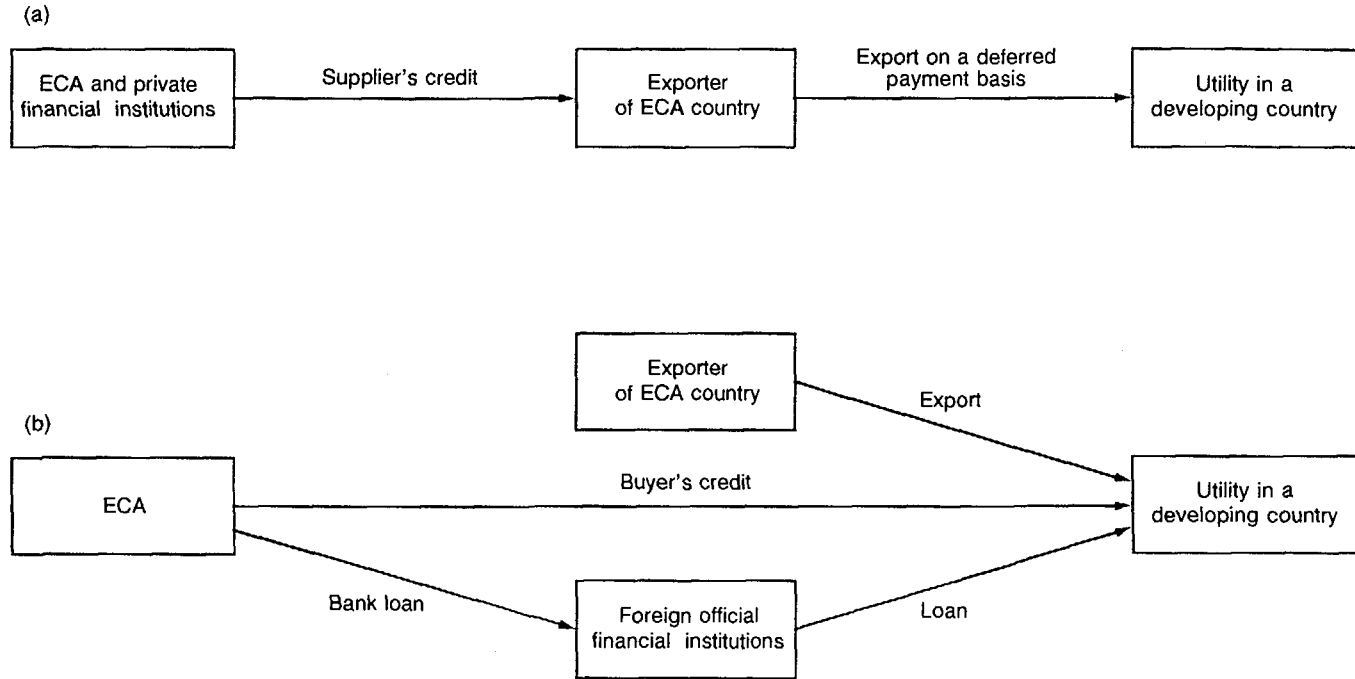 (a)
ECA and private
financial institutions
Supplier's credit
Exporter
of ECA country
Export on a deferred
payment basis
Utility in a
developing country
Exporter
of ECA country
Export
(b)
ECA
Buyer's credit
Utility in a
developing country
Bank loan
Foreign official
financial institutions
Loan